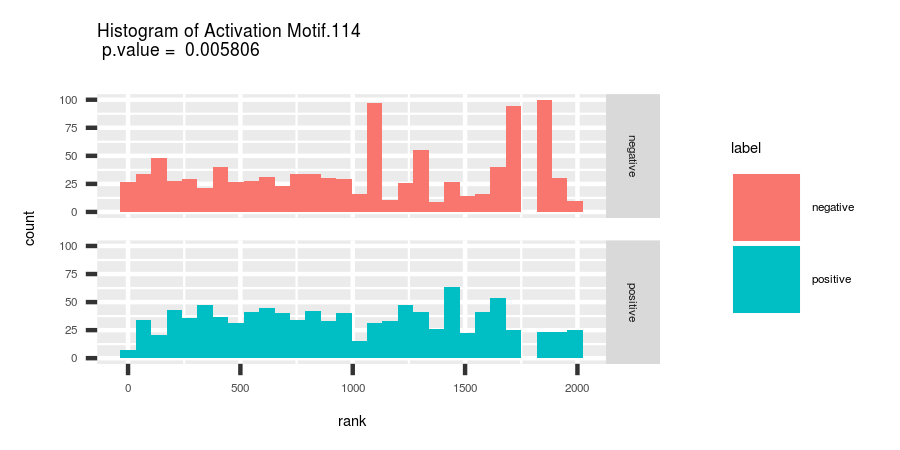 Histogram of Activation Motif.114
p.value = 0.005806
100
75
50
25
0
negative
100
75
50
25
0
positive
0 500 1000 1500 2000
rank
count
label
negative
positive